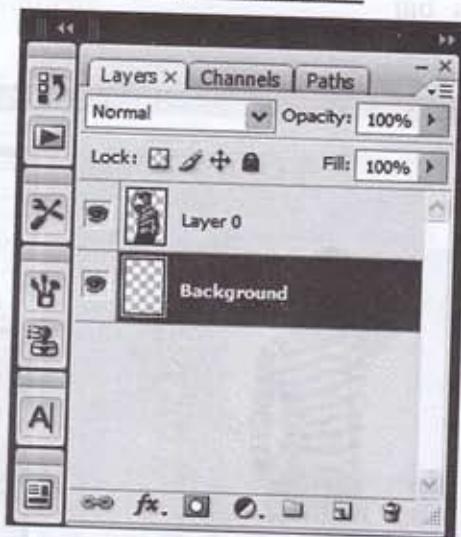 Layers × Channels Paths
Normal Opacity: 100%
Lock: Fill: 100%
Layer 0
Background
A
fx.